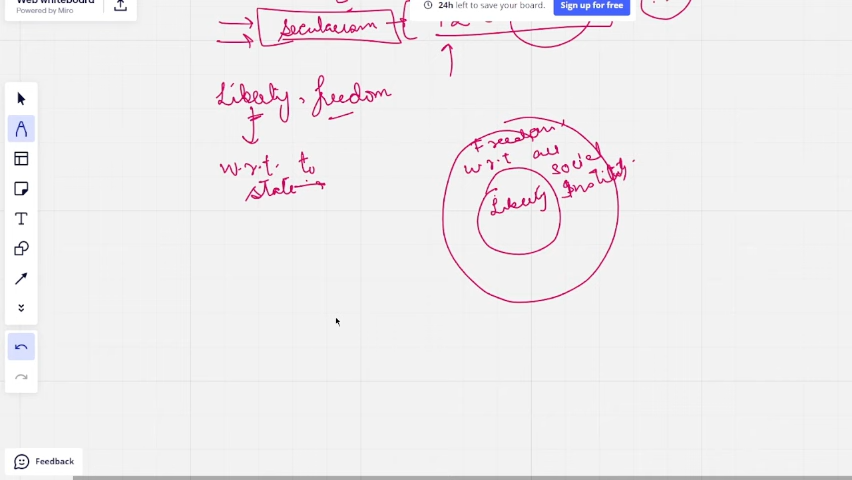 Web whiteboard
Powered by Miro
24h left to save your board.
Sign up for free
secularism
Liberty, freedom
w.r.t. to
state
Freedom
w.r.t all
social
Liberty
Feedback